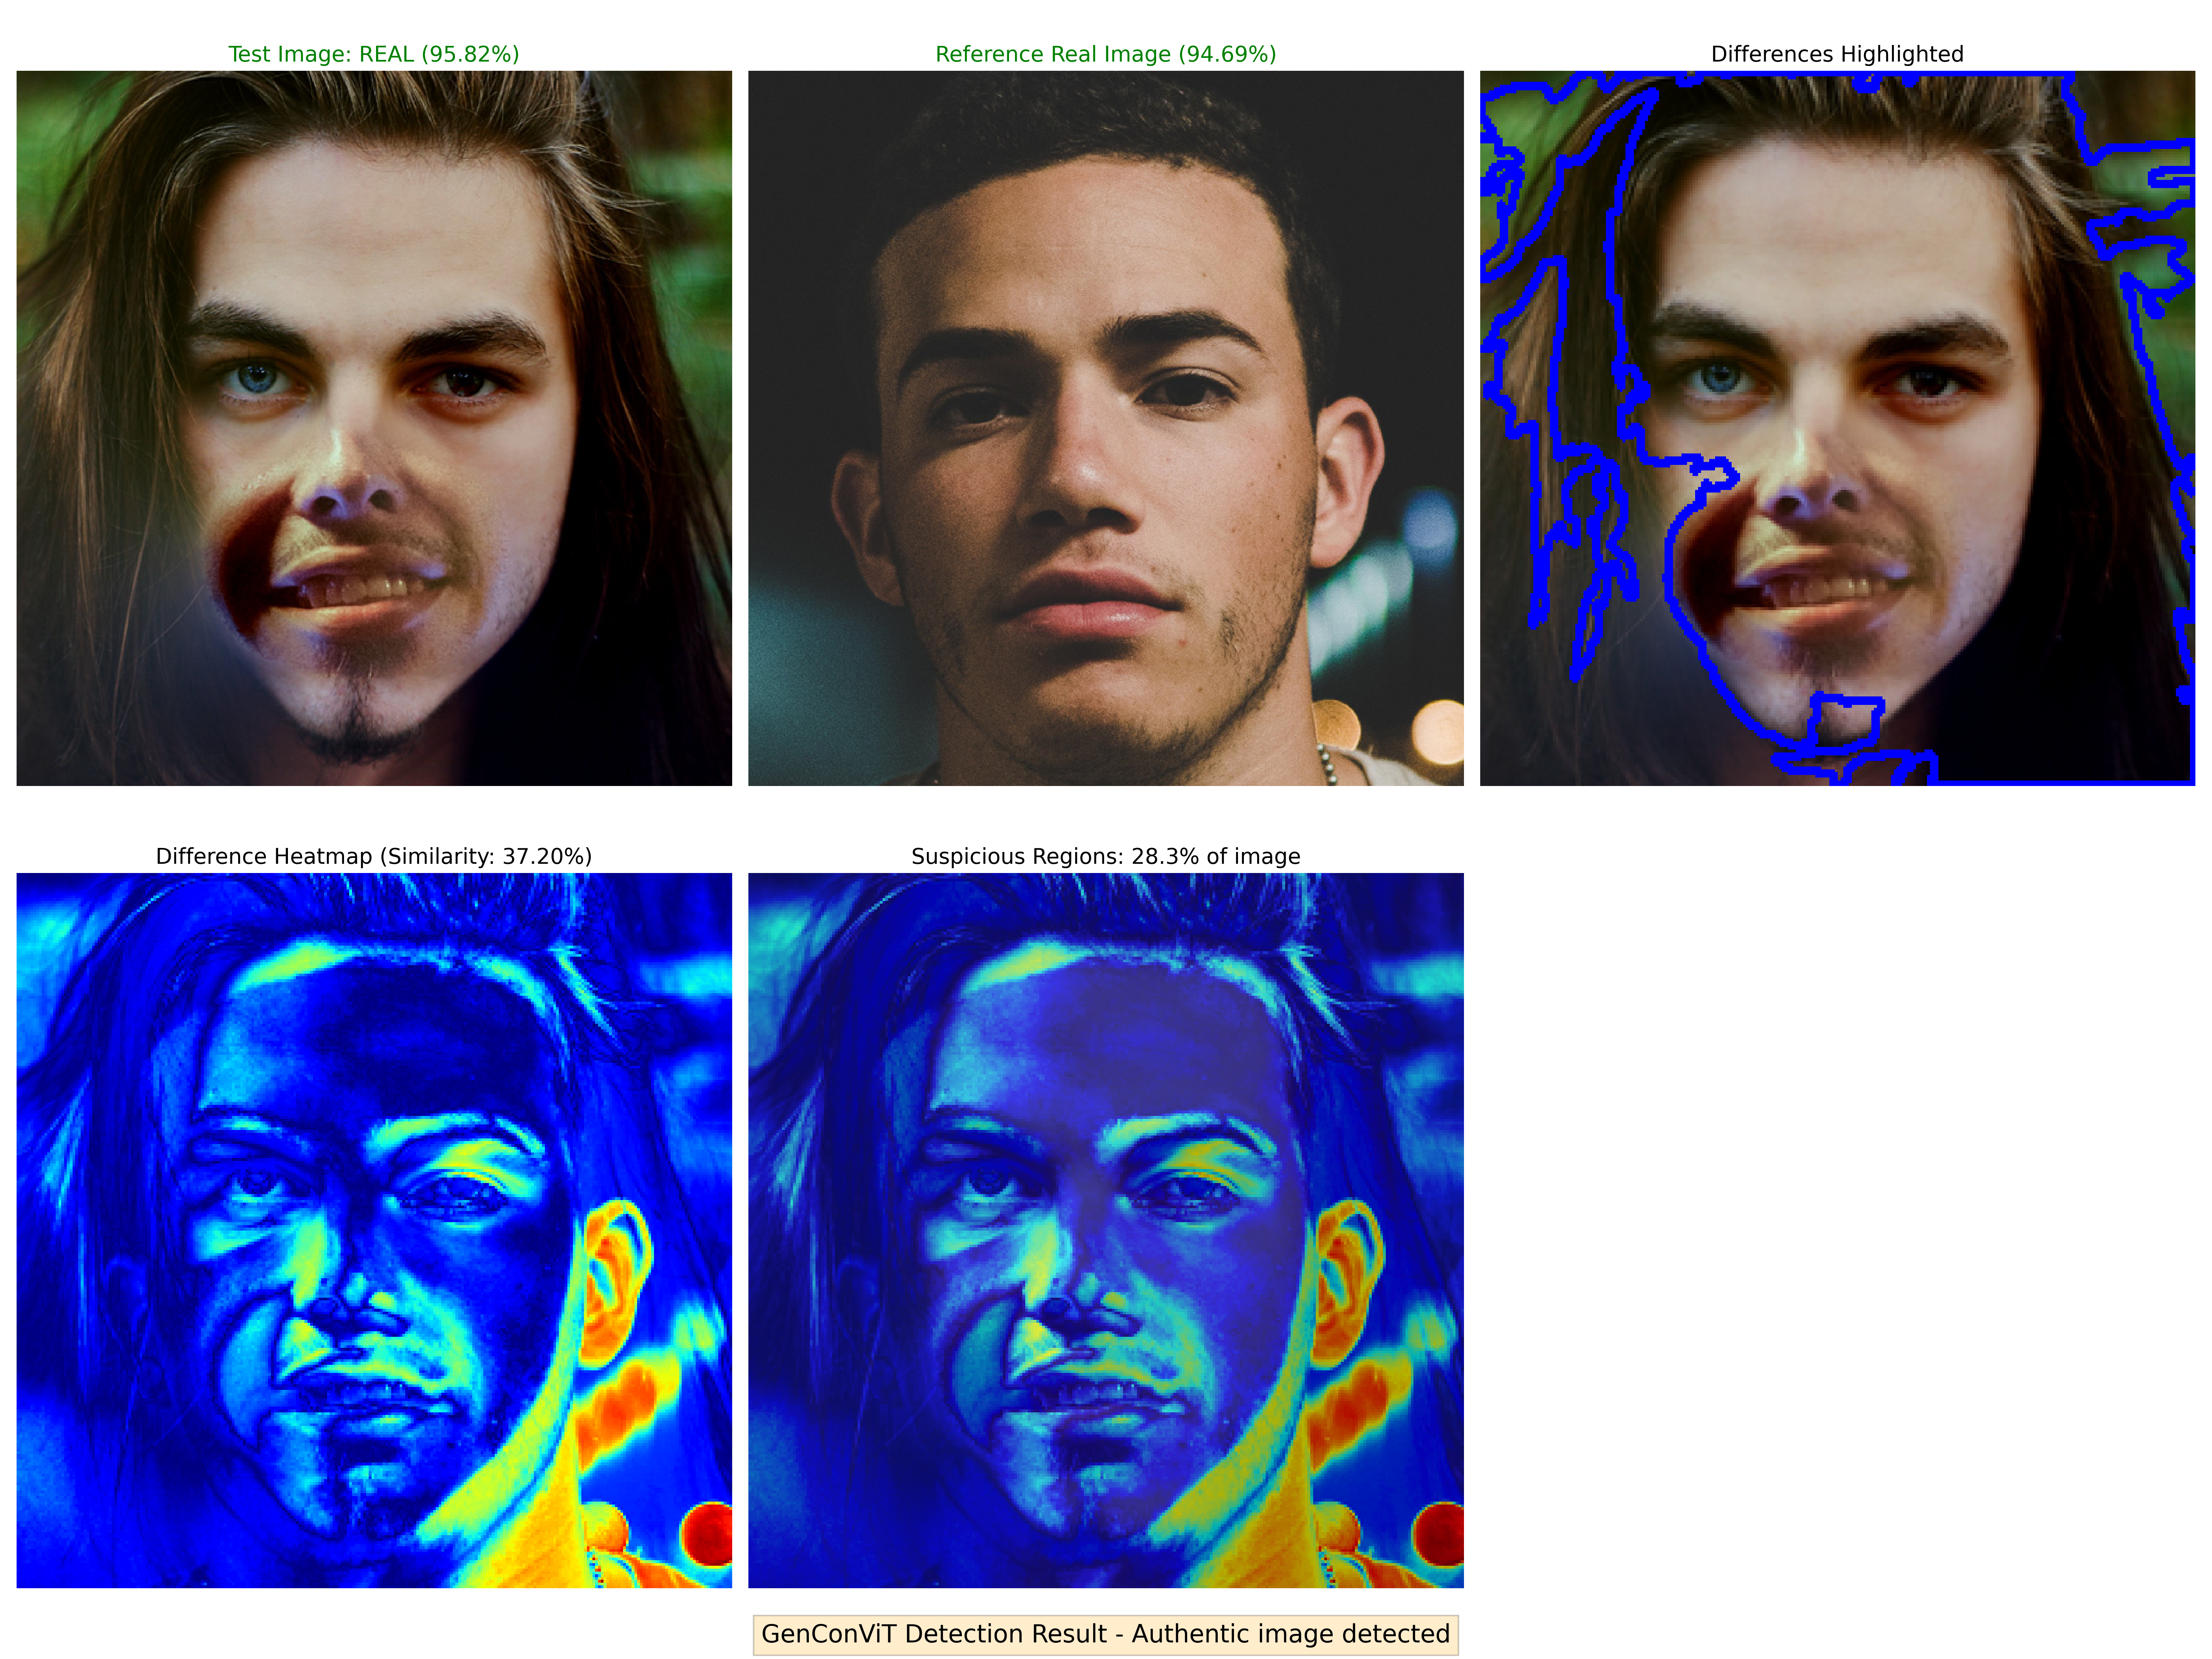 Test Image: REAL (95.82%)
Reference Real Image (94.69%)
Differences Highlighted
Difference Heatmap (Similarity: 37.20%)
Suspicious Regions: 28.3% of image
GenConViT Detection Result - Authentic image detected